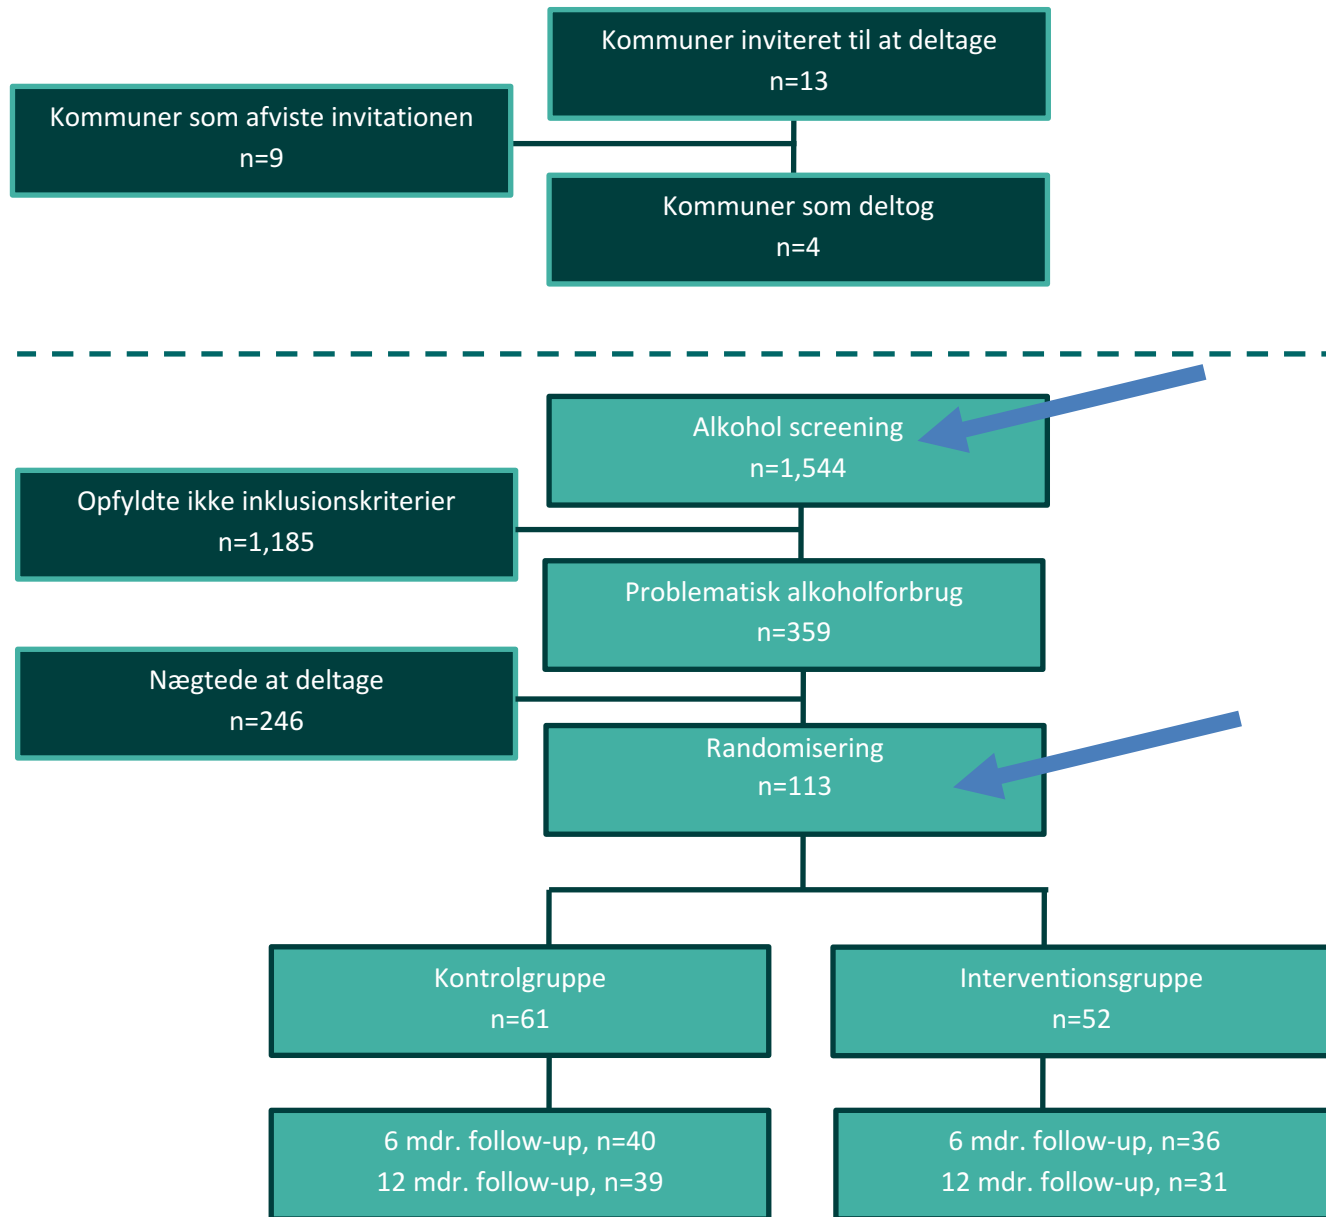 Kommuner inviteret til at deltage
n=13
Kommuner som afviste invitationen
n=9
Kommuner som deltog
n=4
Alkohol screening
n=1,544
Opfyldte ikke inklusionskriterier
n=1,185
Problematisk alkoholforbrug
n=359
Nægtede at deltage
n=246
Randomisering
n=113
Kontrolgruppe
n=61
Interventionsgruppe
n=52
6 mdr. follow-up, n=40
12 mdr. follow-up, n=39
6 mdr. follow-up, n=36
12 mdr. follow-up, n=31